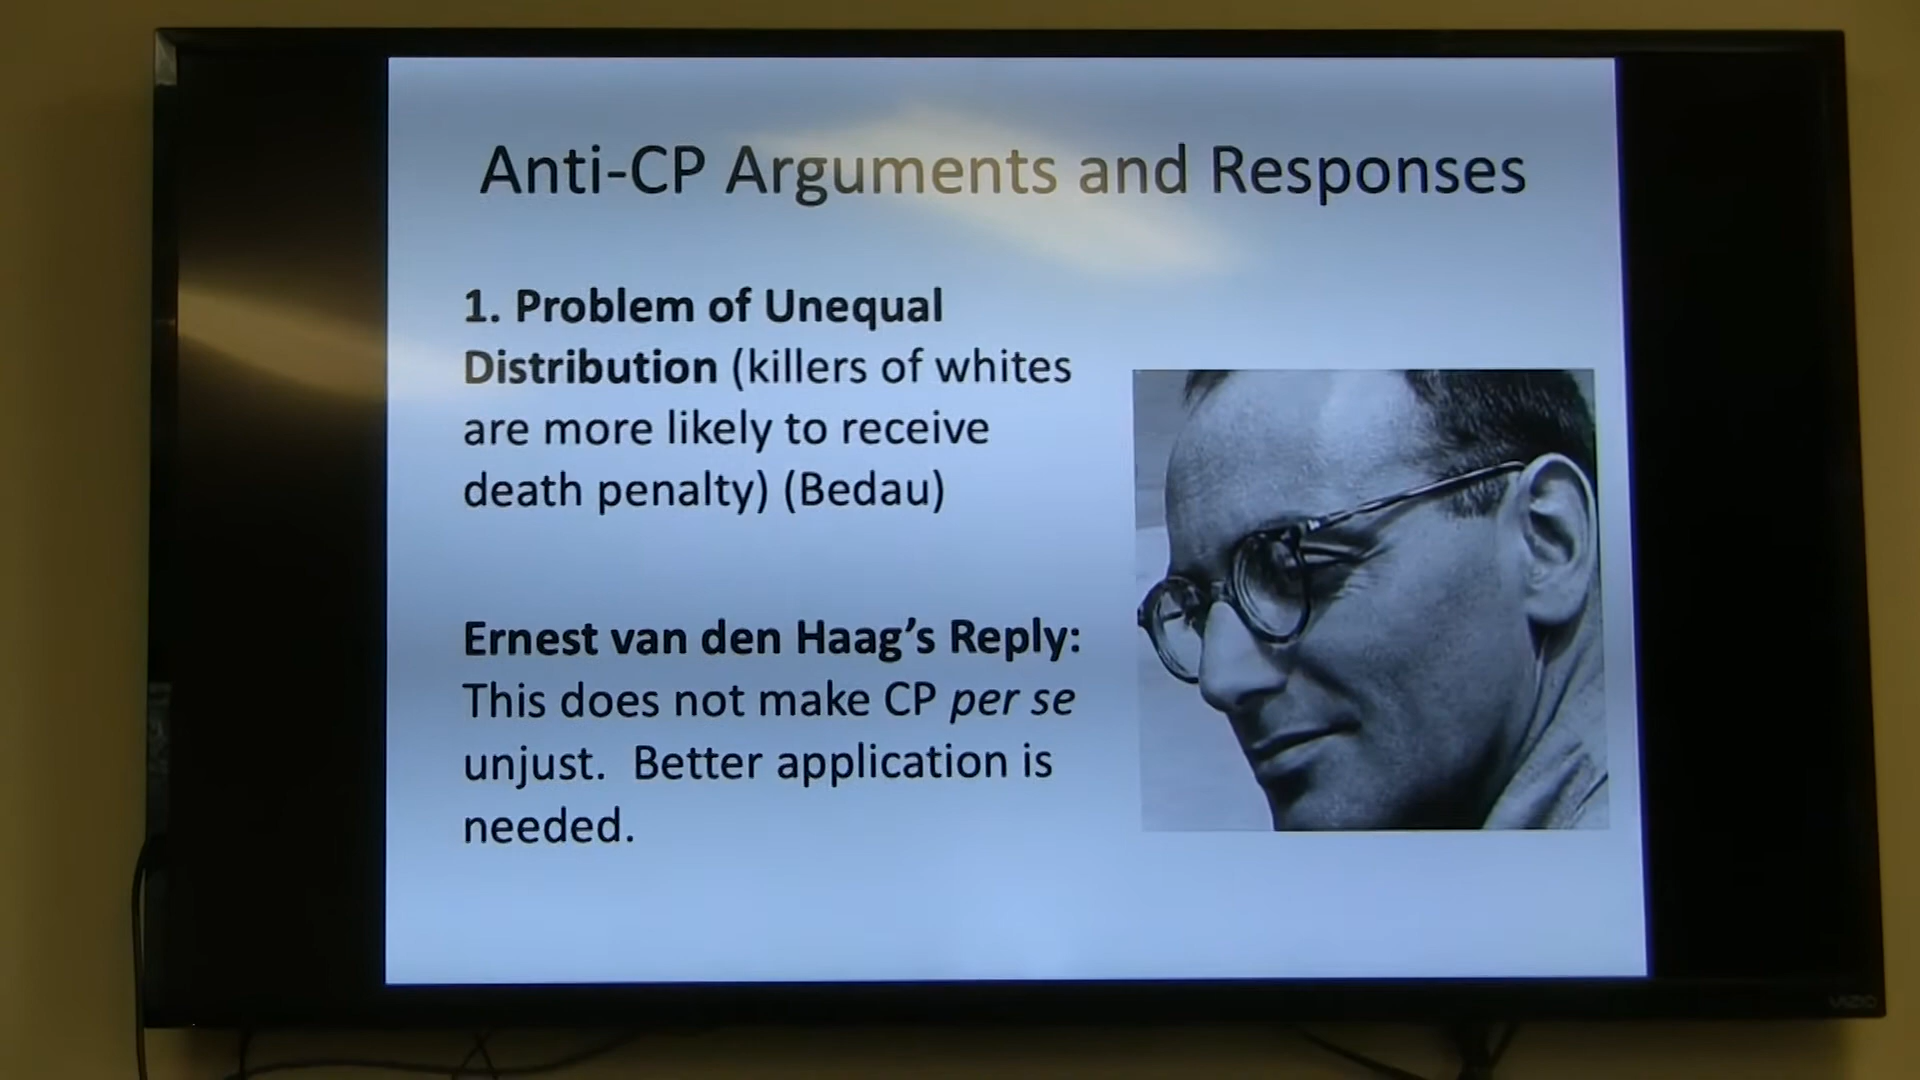 Anti-CP Arguments and Responses
1. Problem of Unequal
Distribution (killers of whites
are more likely to receive
death penalty) (Bedau)
Ernest van den Haag’s Reply:
This does not make CP per se
unjust.  Better application is
needed.
VIZIO